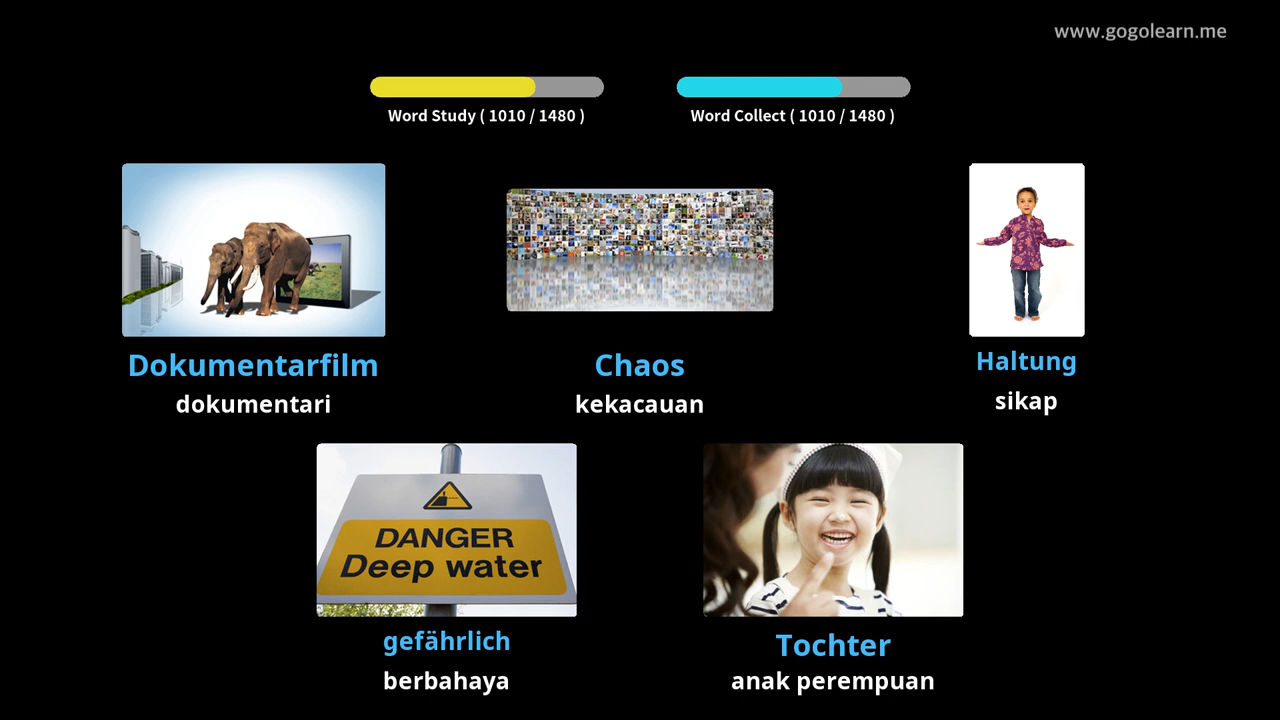 www.gogolearn.me
Word Study ( 1010 / 1480 )
Word Collect ( 1010 / 1480 )
Dokumentarfilm
dokumentari
Chaos
kekacauan
Haltung
sikap
DANGER
Deep water
gefährlich
berbahaya
Tochter
anak perempuan